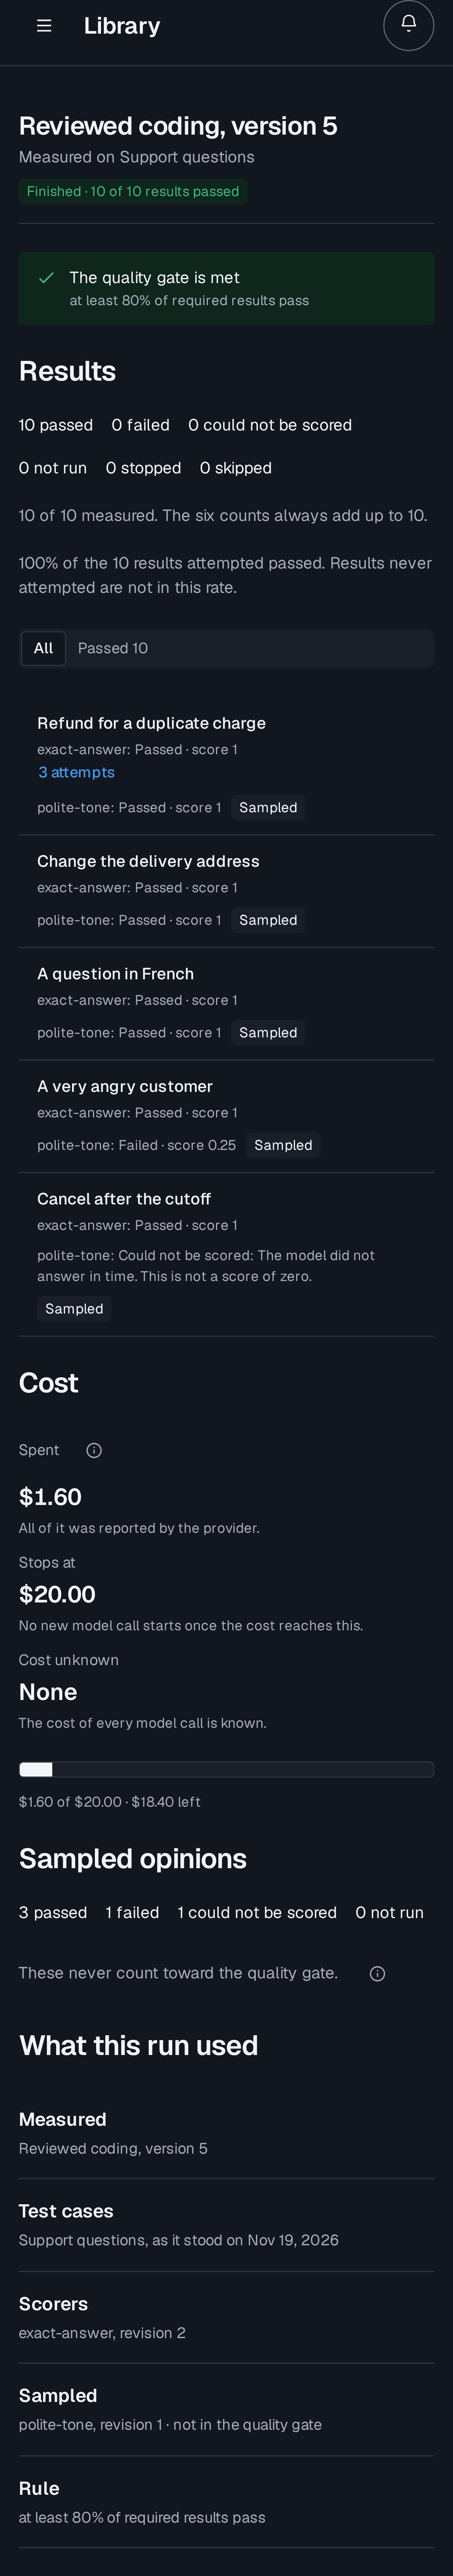 Library
Reviewed coding, version 5
Measured on Support questions
Finished · 10 of 10 results passed
The quality gate is met
at least 80% of required results pass
Results
10 passed 0 failed 0 could not be scored
0 not run 0 stopped 0 skipped
10 of 10 measured. The six counts always add up to 10.
100% of the 10 results attempted passed. Results never
attempted are not in this rate.
All Passed 10
Refund for a duplicate charge
exact-answer: Passed · score 1
3 attempts
polite-tone: Passed · score 1 Sampled
Change the delivery address
exact-answer: Passed · score 1
polite-tone: Passed · score 1 Sampled
A question in French
exact-answer: Passed · score 1
polite-tone: Passed · score 1 Sampled
A very angry customer
exact-answer: Passed · score 1
polite-tone: Failed · score 0.25 Sampled
Cancel after the cutoff
exact-answer: Passed · score 1
polite-tone: Could not be scored: The model did not
answer in time. This is not a score of zero.
Sampled
Cost
Spent
$1.60
All of it was reported by the provider.
Stops at
$20.00
No new model call starts once the cost reaches this.
Cost unknown
None
The cost of every model call is known.
$1.60 of $20.00 · $18.40 left
Sampled opinions
3 passed 1 failed 1 could not be scored 0 not run
These never count toward the quality gate.
What this run used
Measured
Reviewed coding, version 5
Test cases
Support questions, as it stood on Nov 19, 2026
Scorers
exact-answer, revision 2
Sampled
polite-tone, revision 1 · not in the quality gate
Rule
at least 80% of required results pass